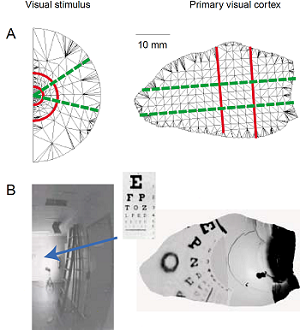 Visual stimulus
Primary visual cortex
A
10 mm
B
E
F P
T O Z
L P E D
E
P
Z